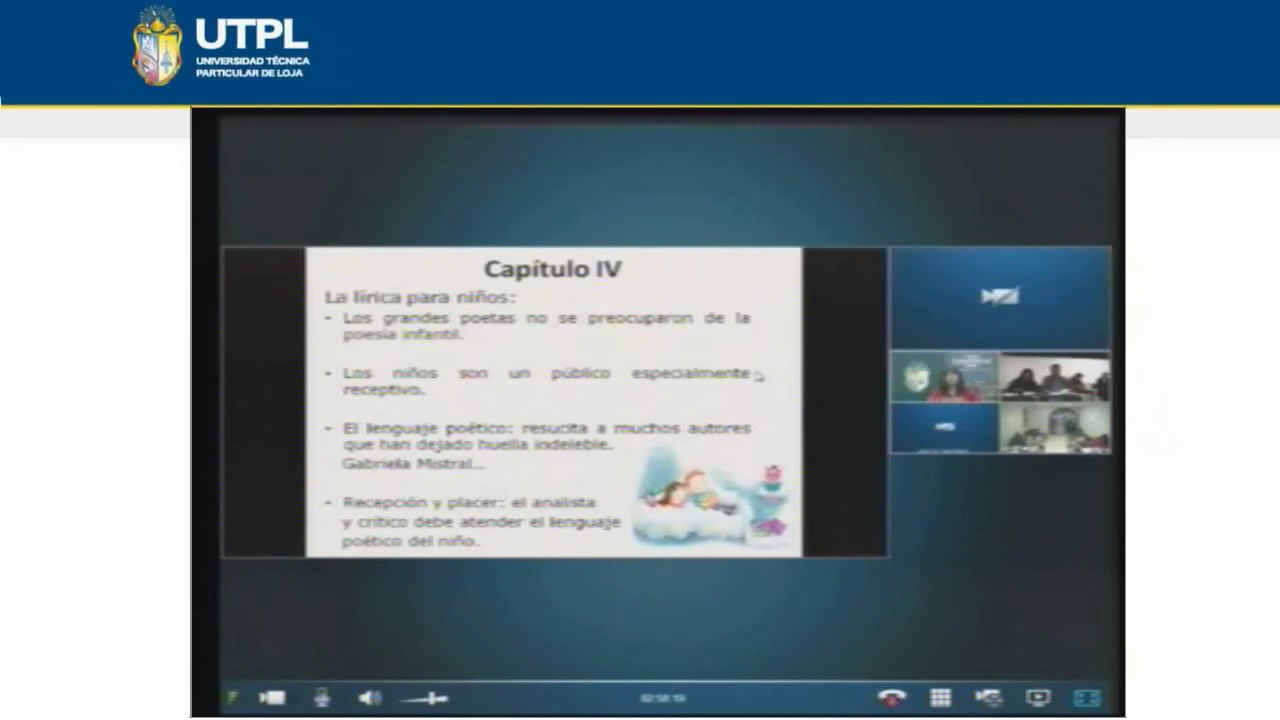 UTPL
UNIVERSIDAD TÉCNICA
PARTICULAR DE LOJA
Capítulo IV
La lírica para niños:
- Los grandes poetas no se preocuparon de la
poesía infantil.
- Los niños son un público especialmente
receptivo.
- El lenguaje poético: resucita a muchos autores
que han dejado huella indeleble.
Gabriela Mistral...
- Recepción y placer: el analista
y crítico debe atender el lenguaje
poético del niño.